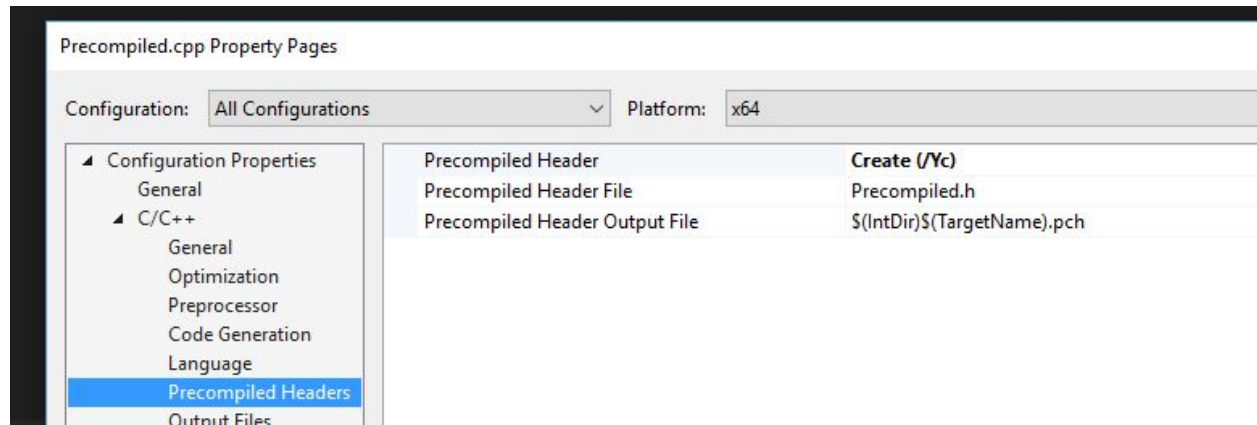 Precompiled.cpp Property Pages
Configuration: All Configurations Platform: x64
Configuration Properties
General
C/C++
General
Optimization
Preprocessor
Code Generation
Language
Precompiled Headers
Output Files
Precompiled Header Create (/Yc)
Precompiled Header File Precompiled.h
Precompiled Header Output File $(IntDir)$(TargetName).pch